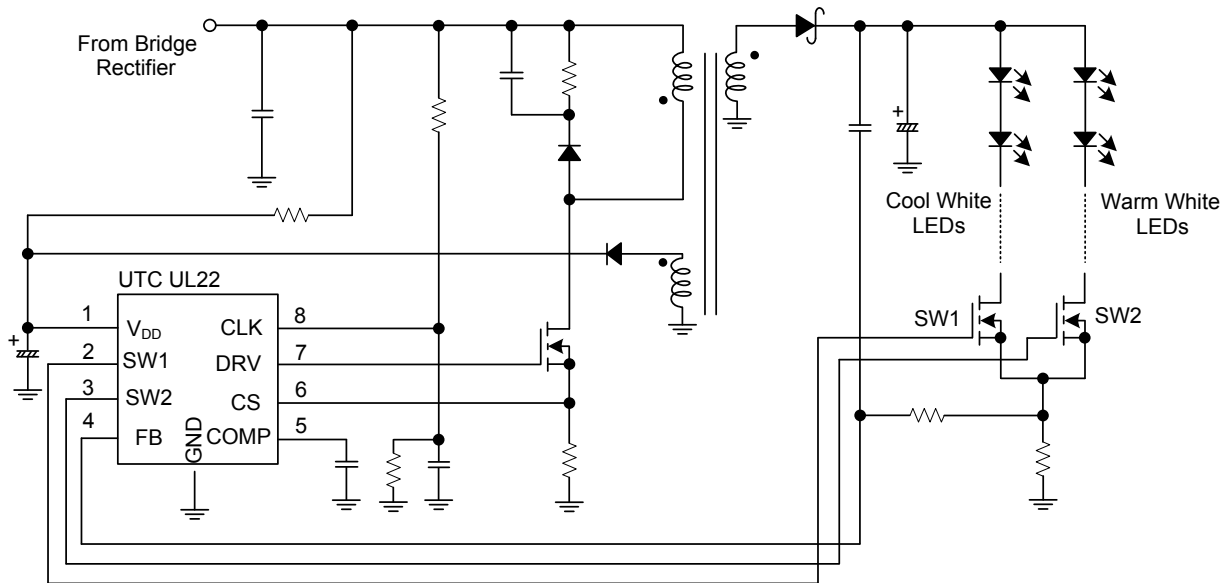 From Bridge
Rectifier
+
Cool White
LEDs
Warm White
LEDs
UTC UL22
1
V_DD
CLK
8
+
2
SW1
DRV
7
3
SW2
CS
6
4
FB
GND
COMP
5
SW1
SW2